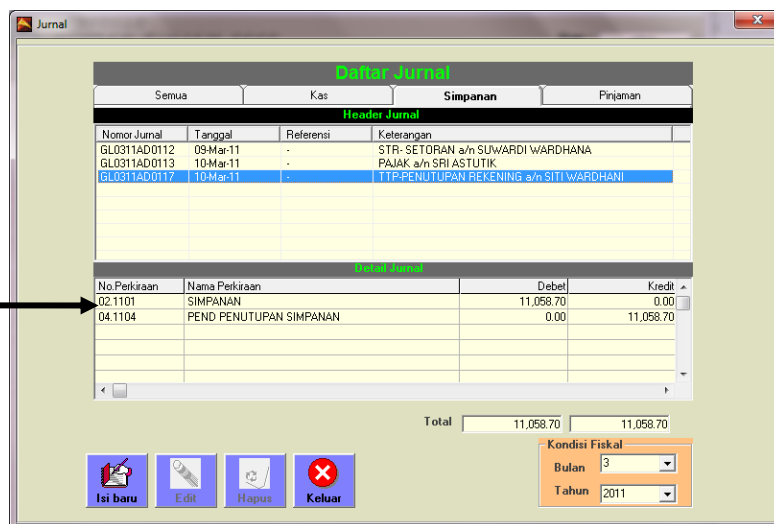 Jurnal
Daftar Jurnal
Semua Kas Simpanan Pinjaman
Header Jurnal
Nomor Jurnal Tanggal Referensi Keterangan
GL0311AD0112 09-Mar-11 - STR- SETORAN a/n SUWARDI WARDHANA
GL0311AD0113 10-Mar-11 - PAJAK a/n SRI ASTUTIK
GL0311AD0117 10-Mar-11 - TTP-PENUTUPAN REKENING a/n SITI WARDHANI
Detail Jurnal
No.Perkiraan Nama Perkiraan Debet Kredit
02.1101 SIMPANAN 11,058.70 0.00
04.1104 PEND PENUTUPAN SIMPANAN 0.00 11,058.70
Total 11,058.70 11,058.70
Kondisi Fiskal
Bulan 3
Tahun 2011
Isi baru Edit Hapus Keluar